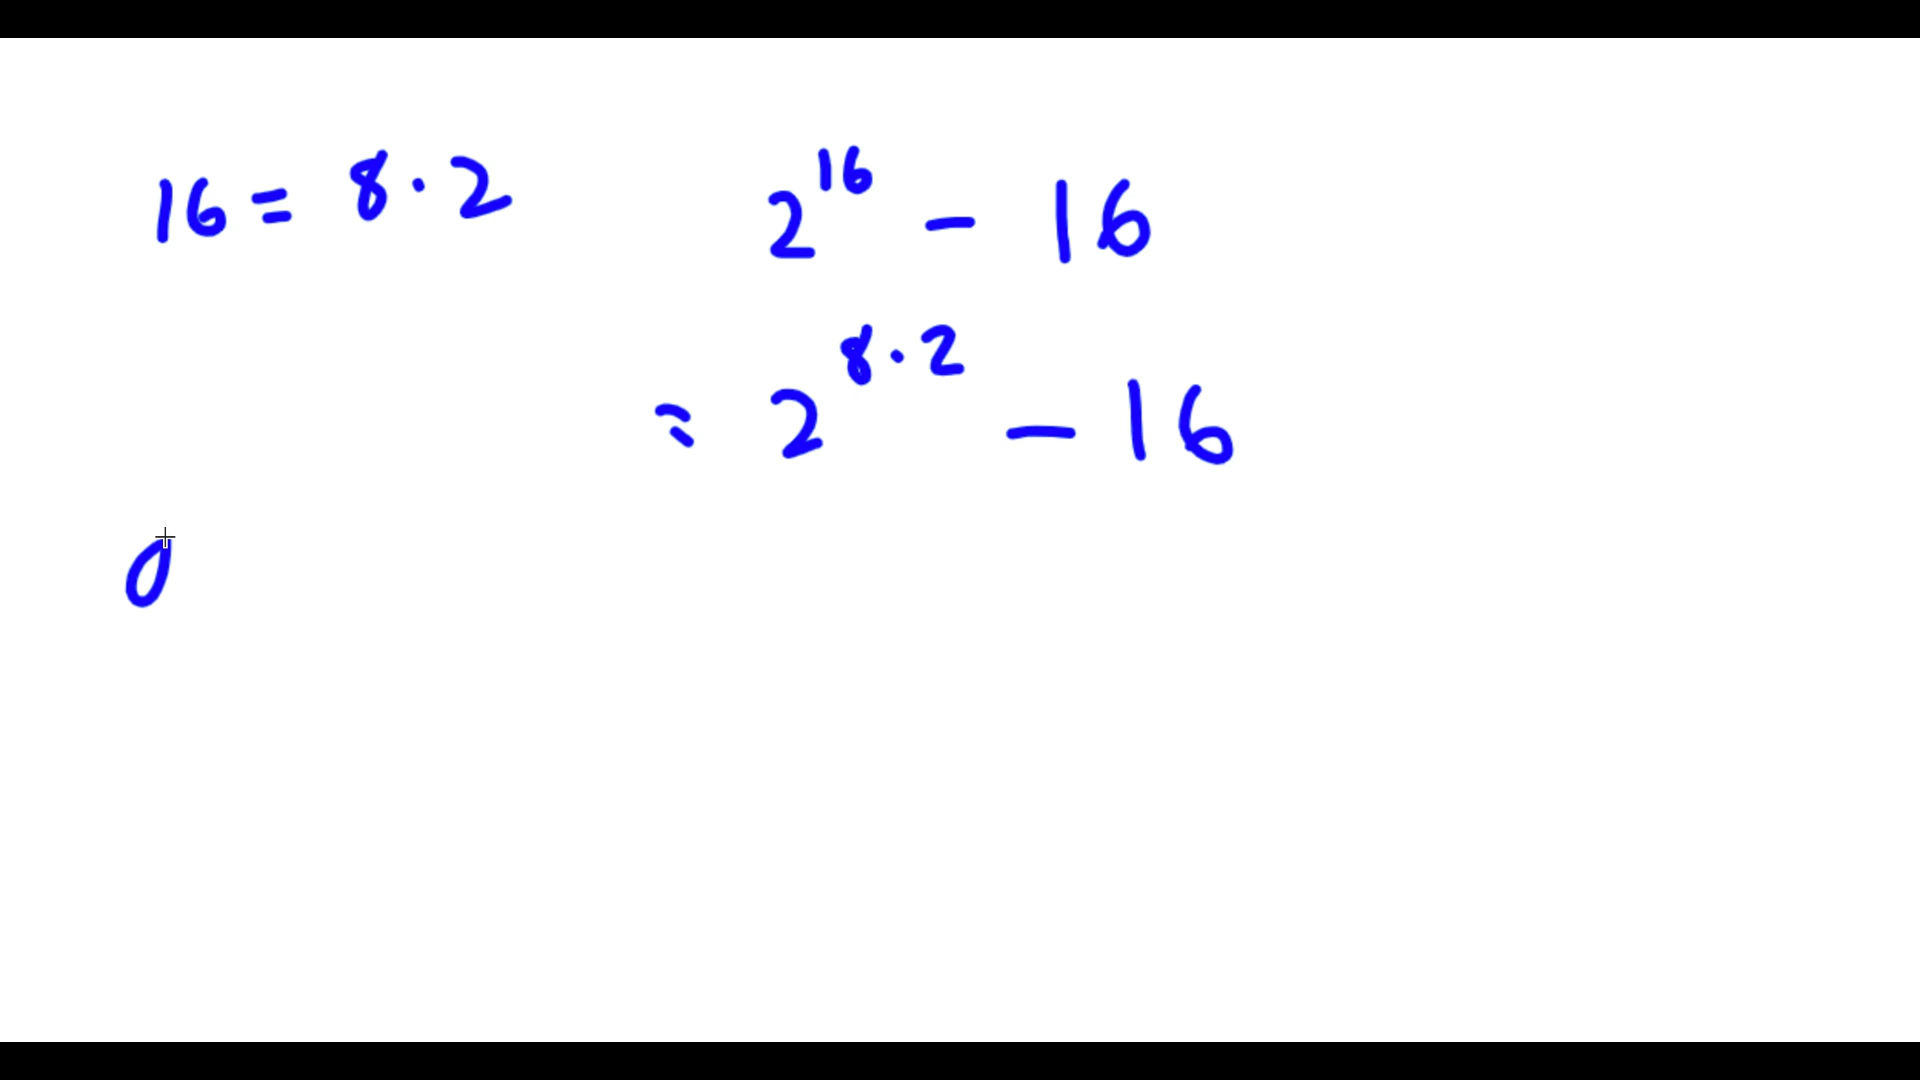 16 = 8 · 2
2^16 − 16
= 2^8·2 − 16